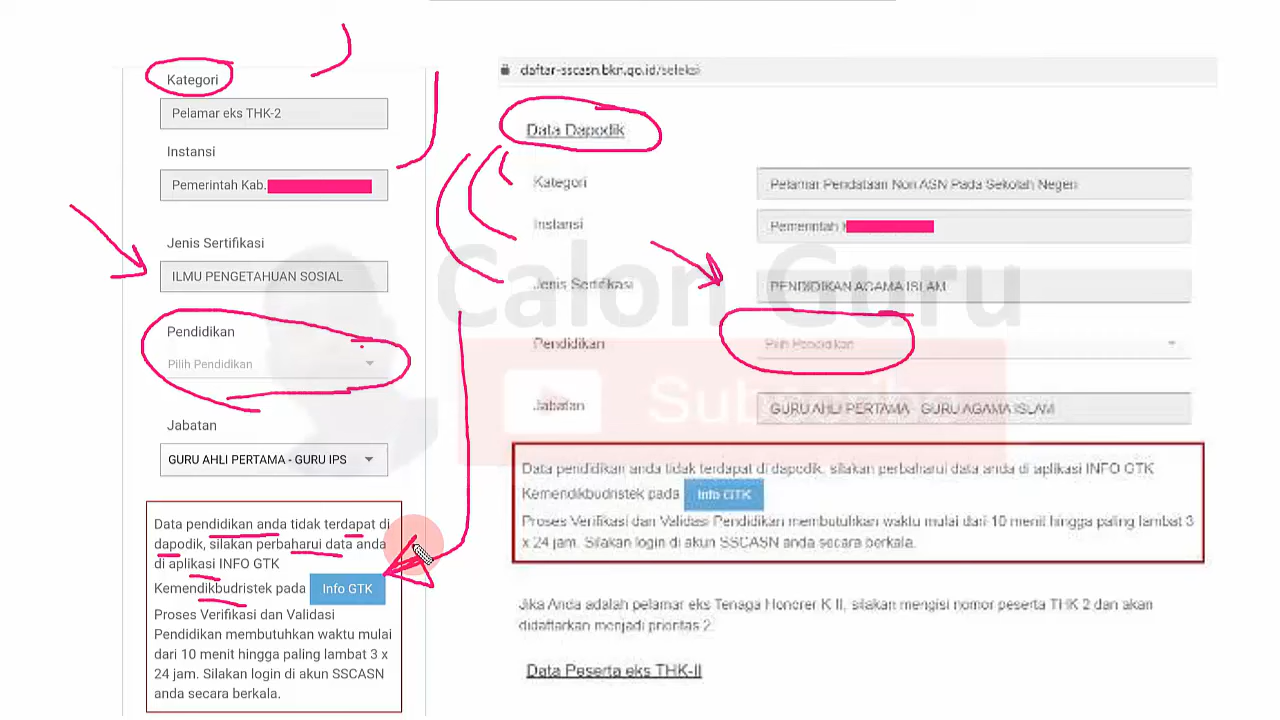 Kategori
Pelamar eks THK-2
Instansi
Pemerintah Kab.
Jenis Sertifikasi
ILMU PENGETAHUAN SOSIAL
Pendidikan
Pilih Pendidikan
Jabatan
GURU AHLI PERTAMA - GURU IPS
Data pendidikan anda tidak terdapat di
dapodik, silakan perbaharui data anda
di aplikasi INFO GTK
Kemendikbudristek pada Info GTK
Proses Verifikasi dan Validasi
Pendidikan membutuhkan waktu mulai
dari 10 menit hingga paling lambat 3 x
24 jam. Silakan login di akun SSCASN
anda secara berkala.
daftar-sscasn.bkn.go.id/seleksi
Data Dapodik
Kategori Pelamar Pendataan Non ASN Pada Sekolah Negeri
Instansi Pemerintah
Jenis Sertifikasi PENDIDIKAN AGAMA ISLAM
Pendidikan Pilih Pendidikan
Jabatan GURU AHLI PERTAMA - GURU AGAMA ISLAM
Data pendidikan anda tidak terdapat di dapodik, silakan perbaharui data anda di aplikasi INFO GTK
Kemendikbudristek pada Info GTK
Proses Verifikasi dan Validasi Pendidikan membutuhkan waktu mulai dari 10 menit hingga paling lambat 3
x 24 jam. Silakan login di akun SSCASN anda secara berkala.
Jika Anda adalah pelamar eks Tenaga Honorer K II, silakan mengisi nomor peserta THK 2 dan akan
didaftarkan menjadi prioritas 2.
Data Peserta eks THK-II
Calon Guru
Subscribe